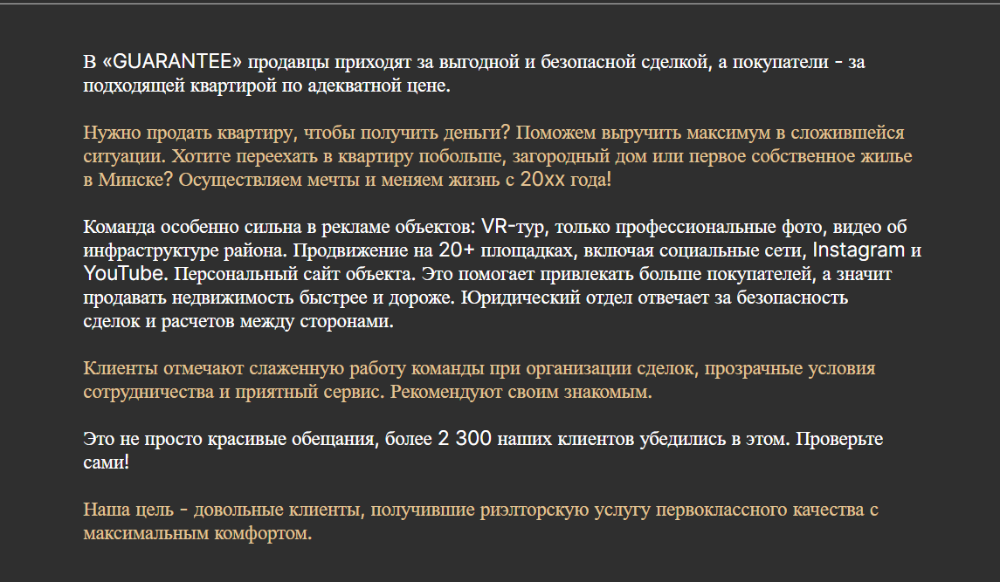 В «GUARANTEE» продавцы приходят за выгодной и безопасной сделкой, а покупатели - за
подходящей квартирой по адекватной цене.
Нужно продать квартиру, чтобы получить деньги? Поможем выручить максимум в сложившейся
ситуации. Хотите переехать в квартиру побольше, загородный дом или первое собственное жилье
в Минске? Осуществляем мечты и меняем жизнь с 20xx года!
Команда особенно сильна в рекламе объектов: VR-тур, только профессиональные фото, видео об
инфраструктуре района. Продвижение на 20+ площадках, включая социальные сети, Instagram и
YouTube. Персональный сайт объекта. Это помогает привлекать больше покупателей, а значит
продавать недвижимость быстрее и дороже. Юридический отдел отвечает за безопасность
сделок и расчетов между сторонами.
Клиенты отмечают слаженную работу команды при организации сделок, прозрачные условия
сотрудничества и приятный сервис. Рекомендуют своим знакомым.
Это не просто красивые обещания, более 2 300 наших клиентов убедились в этом. Проверьте
сами!
Наша цель - довольные клиенты, получившие риэлторскую услугу первоклассного качества с
максимальным комфортом.